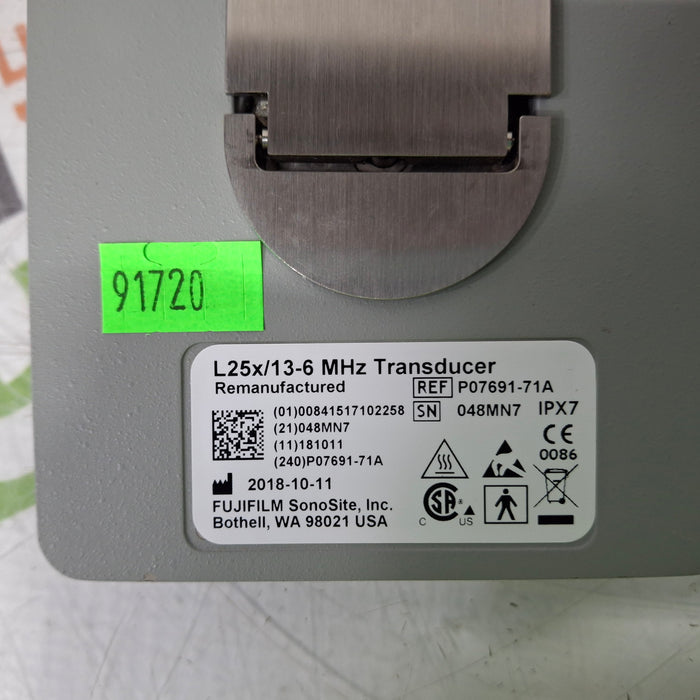 91720
L25x/13-6 MHz Transducer
Remanufactured
REF P07691-71A
(01)00841517102258
SN 048MN7 IPX7
(21)048MN7
(11)181011
(240)P07691-71A
CE
0086
2018-10-11
FUJIFILM SonoSite, Inc.
Bothell, WA 98021 USA
CSA ®
C US